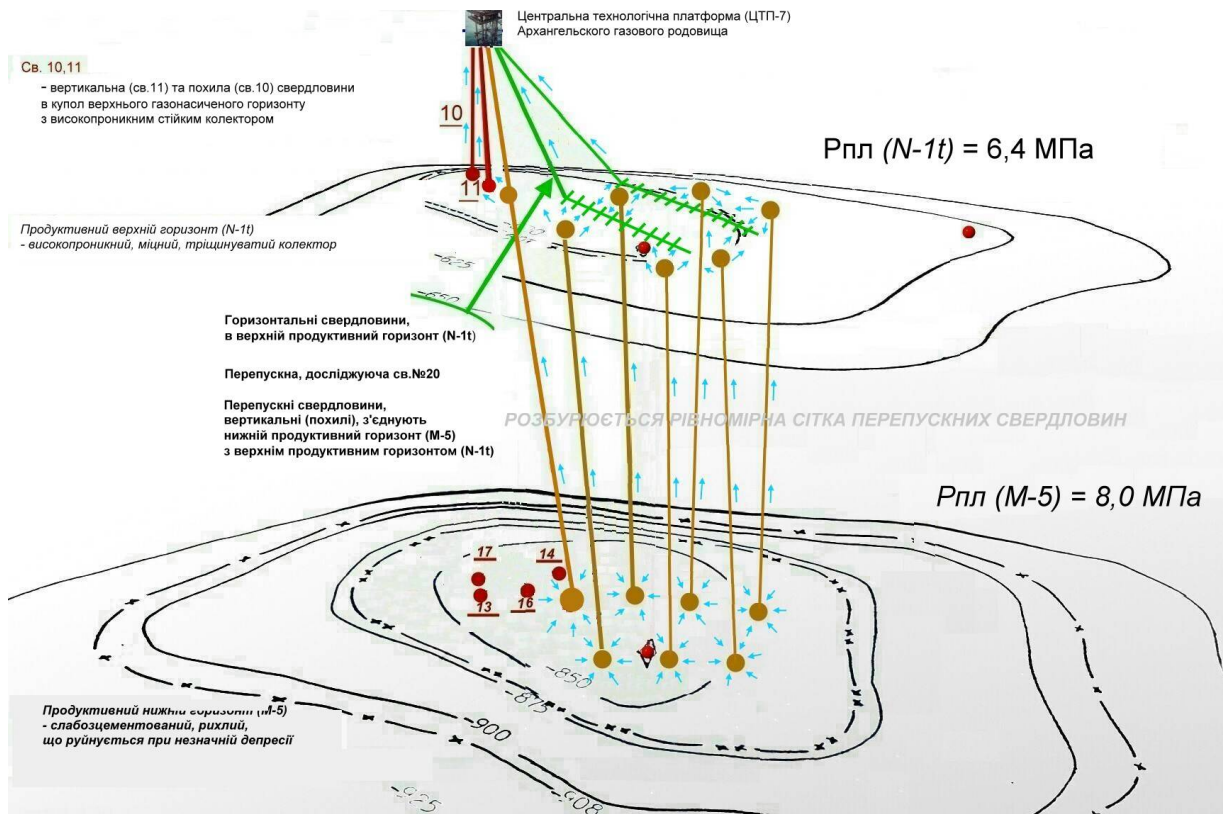 Центральна технологічна платформа (ЦТП-7)
Архангельского газового родовища
Св. 10,11
- вертикальна (св.11) та похила (св.10) свердловини
в купол верхнього газонасиченого горизонту
з високопроникним стійким колектором
10
Рпл (N-1t) = 6,4 МПа
11
Продуктивний верхній горизонт (N-1t)
- високопроникний, міцний, тріщинуватий колектор
-625
-650
Горизонтальні свердловини,
в верхній продуктивний горизонт (N-1t)
Перепускна, досліджуюча св.№20
Перепускні свердловини,
вертикальні (похилі), з'єднують
нижній продуктивний горизонт (М-5)
з верхнім продуктивним горизонтом (N-1t)
РОЗБУРЮЄТЬСЯ РІВНОМІРНА СІТКА ПЕРЕПУСКНИХ СВЕРДЛОВИН
Рпл (М-5) = 8,0 МПа
17
14
13
16
-850
-875
-900
Продуктивний нижній горизонт (М-5)
- слабозцементований, рихлий,
що руйнується при незначній депресії
-925
-908